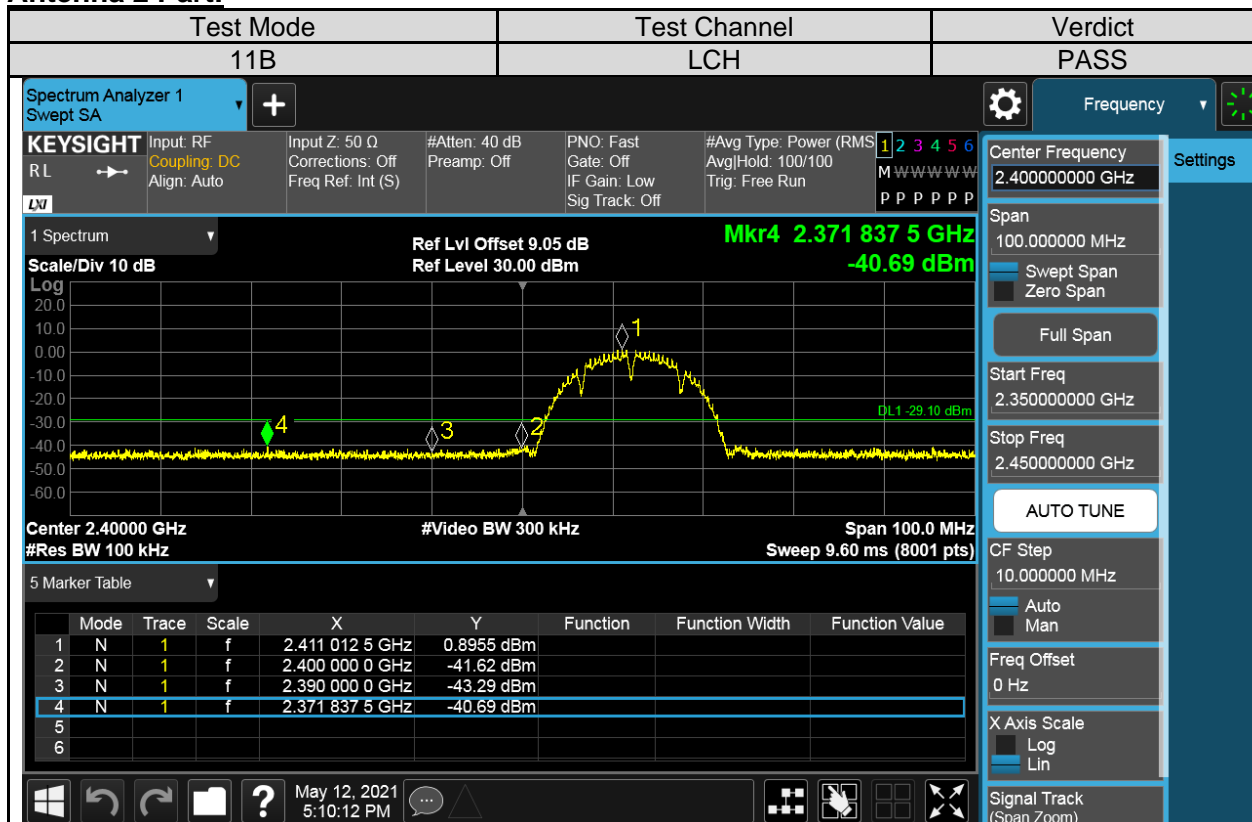 Antenna 2 Part:
Test Mode Test Channel Verdict
11B LCH PASS
Spectrum Analyzer 1
Swept SA
+
Frequency
KEYSIGHT
RL
LXI
Input: RF
Coupling: DC
Align: Auto
Input Z: 50 Ω
Corrections: Off
Freq Ref: Int (S)
#Atten: 40 dB
Preamp: Off
PNO: Fast
Gate: Off
IF Gain: Low
Sig Track: Off
#Avg Type: Power (RMS
Avg|Hold: 100/100
Trig: Free Run
1 2 3 4 5 6
M W W W W W
P P P P P P
Center Frequency
2.400000000 GHz
Settings
Span
100.000000 MHz
Swept Span
Zero Span
Full Span
Start Freq
2.350000000 GHz
Stop Freq
2.450000000 GHz
AUTO TUNE
CF Step
10.000000 MHz
Auto
Man
Freq Offset
0 Hz
X Axis Scale
Log
Lin
Signal Track
(Span Zoom)
1 Spectrum
Scale/Div 10 dB
Ref Lvl Offset 9.05 dB
Ref Level 30.00 dBm
Mkr4 2.371 837 5 GHz
-40.69 dBm
Log
20.0
10.0
0.00
-10.0
-20.0
-30.0
-40.0
-50.0
-60.0
1
2
3
4
DL1 -29.10 dBm
Center 2.40000 GHz
#Res BW 100 kHz
#Video BW 300 kHz
Span 100.0 MHz
Sweep 9.60 ms (8001 pts)
5 Marker Table
Mode Trace Scale X Y Function Function Width Function Value
1 N 1 f 2.411 012 5 GHz 0.8955 dBm
2 N 1 f 2.400 000 0 GHz -41.62 dBm
3 N 1 f 2.390 000 0 GHz -43.29 dBm
4 N 1 f 2.371 837 5 GHz -40.69 dBm
5
6
?
May 12, 2021
5:10:12 PM